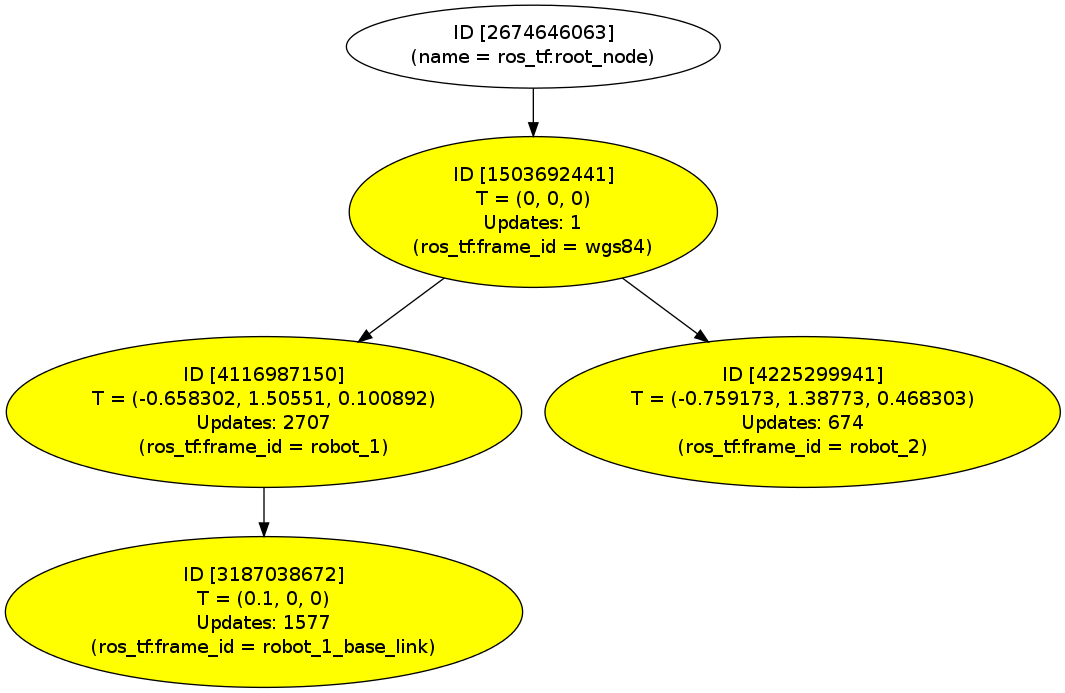 ID [2674646063]
(name = ros_tf:root_node)
ID [1503692441]
T = (0, 0, 0)
Updates: 1
(ros_tf:frame_id = wgs84)
ID [4116987150]
T = (-0.658302, 1.50551, 0.100892)
Updates: 2707
(ros_tf:frame_id = robot_1)
ID [4225299941]
T = (-0.759173, 1.38773, 0.468303)
Updates: 674
(ros_tf:frame_id = robot_2)
ID [3187038672]
T = (0.1, 0, 0)
Updates: 1577
(ros_tf:frame_id = robot_1_base_link)